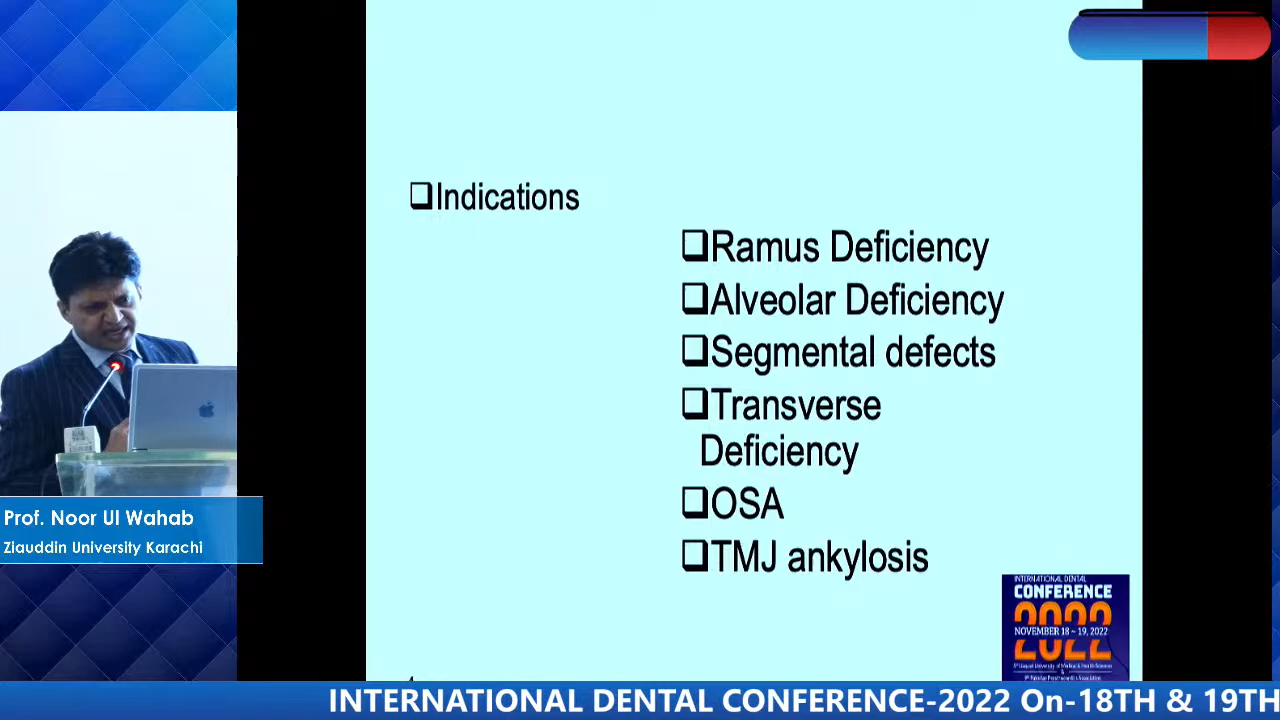 ❑Indications
❑Ramus Deficiency
❑Alveolar Deficiency
❑Segmental defects
❑Transverse
Deficiency
❑OSA
❑TMJ ankylosis
Prof. Noor Ul Wahab
Ziauddin University Karachi
INTERNATIONAL DENTAL
CONFERENCE
2022
NOVEMBER 18 ~ 19, 2022
INTERNATIONAL DENTAL CONFERENCE-2022 On-18TH & 19TH